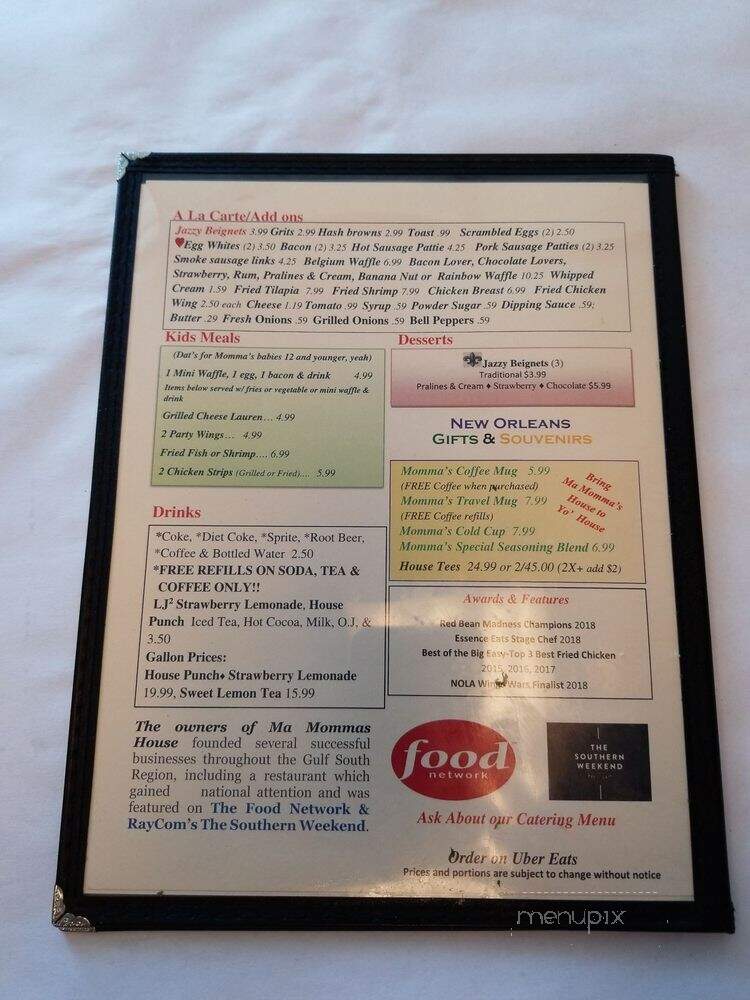 A La Carte/Add ons
Jazzy Beignets 3.99 Grits 2.99 Hash browns 2.99 Toast .99 Scrambled Eggs (2) 2.50
♥Egg Whites (2) 3.50 Bacon (2) 3.25 Hot Sausage Pattie 4.25 Pork Sausage Patties (2) 3.25
Smoke sausage links 4.25 Belgium Waffle 6.99 Bacon Lover, Chocolate Lovers,
Strawberry, Rum, Pralines & Cream, Banana Nut or Rainbow Waffle 10.25 Whipped
Cream 1.59 Fried Tilapia 7.99 Fried Shrimp 7.99 Chicken Breast 6.99 Fried Chicken
Wing 2.50 each Cheese 1.19 Tomato .99 Syrup .59 Powder Sugar .59 Dipping Sauce .59;
Butter .29 Fresh Onions .59 Grilled Onions .59 Bell Peppers .59
Kids Meals
(Dat's for Momma's babies 12 and younger, yeah)
1 Mini Waffle, 1 egg, 1 bacon & drink 4.99
Items below served w/ fries or vegetable or mini waffle &
drink
Grilled Cheese Lauren... 4.99
2 Party Wings... 4.99
Fried Fish or Shrimp.... 6.99
2 Chicken Strips (Grilled or Fried).... 5.99
Desserts
Jazzy Beignets (3)
Traditional $3.99
Pralines & Cream ♦ Strawberry ♦ Chocolate $5.99
NEW ORLEANS
GIFTS & SOUVENIRS
Momma's Coffee Mug 5.99
(FREE Coffee when purchased)
Momma's Travel Mug 7.99
(FREE Coffee refills)
Momma's Cold Cup 7.99
Momma's Special Seasoning Blend 6.99
House Tees 24.99 or 2/45.00 (2X+ add $2)
Bring
Ma Momma's
House to
Yo' House
Drinks
*Coke, *Diet Coke, *Sprite, *Root Beer,
*Coffee & Bottled Water 2.50
*FREE REFILLS ON SODA, TEA &
COFFEE ONLY!!
LJ² Strawberry Lemonade, House
Punch Iced Tea, Hot Cocoa, Milk, O.J, &
3.50
Gallon Prices:
House Punch♦ Strawberry Lemonade
19.99, Sweet Lemon Tea 15.99
Awards & Features
Red Bean Madness Champions 2018
Essence Eats Stage Chef 2018
Best of the Big Easy-Top 3 Best Fried Chicken
2015, 2016, 2017
NOLA Wing Wars Finalist 2018
The owners of Ma Mommas
House founded several successful
businesses throughout the Gulf South
Region, including a restaurant which
gained national attention and was
featured on The Food Network &
RayCom's The Southern Weekend.
food
network
THE
SOUTHERN
WEEKEND
Ask About our Catering Menu
Order on Uber Eats
Prices and portions are subject to change without notice
menupix